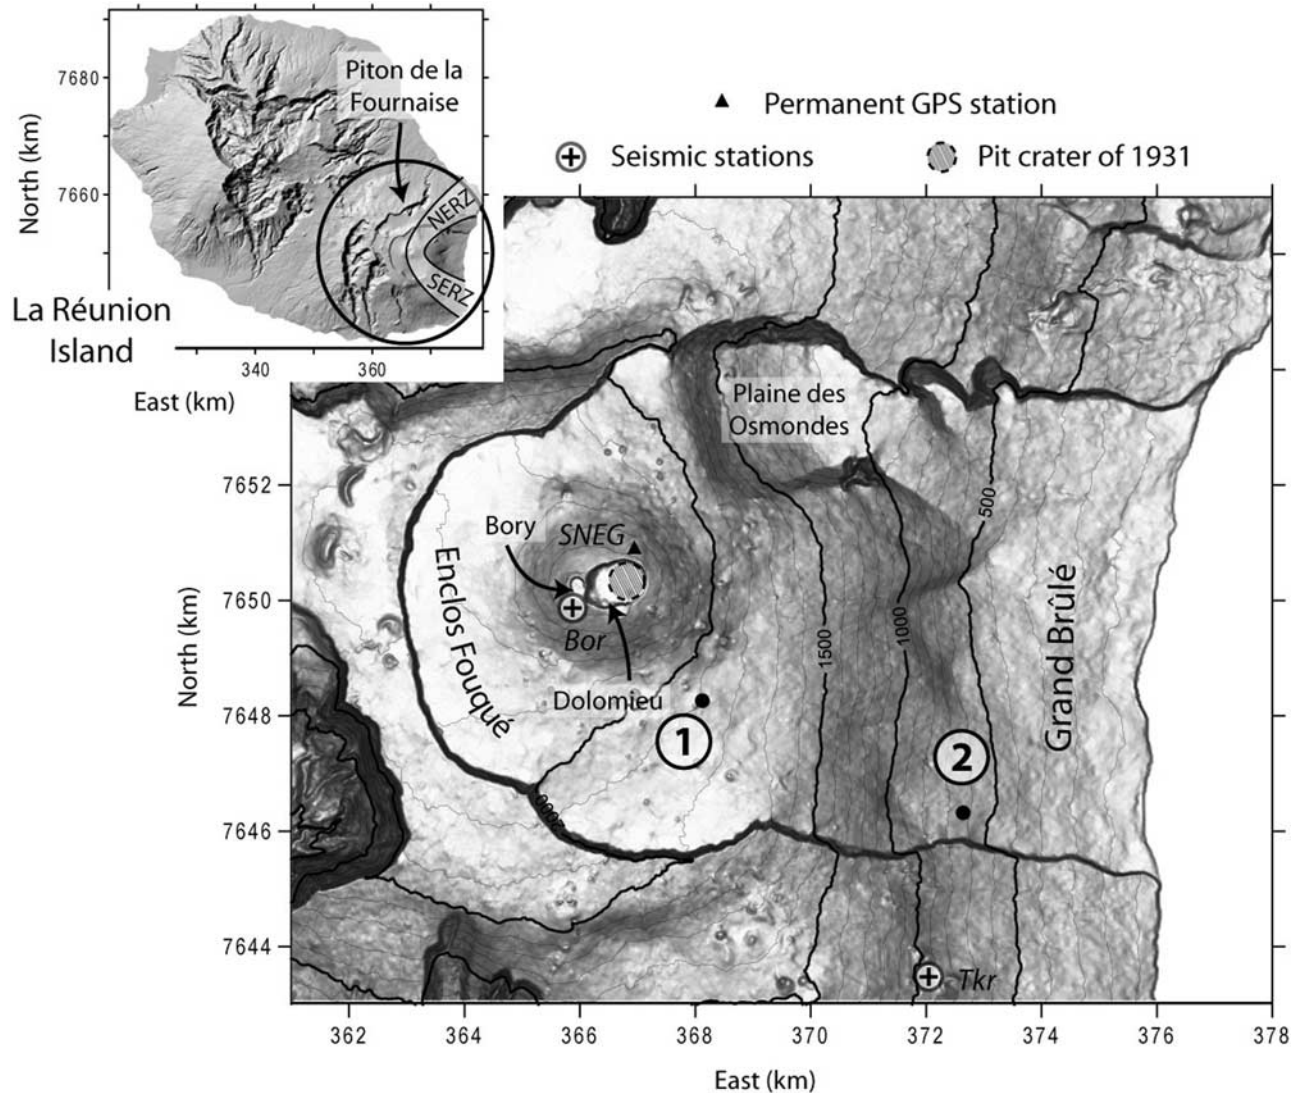 Piton de la
Fournaise
NERZ
SERZ
North (km)
7680
7660
La Réunion
Island
340
360
East (km)
Permanent GPS station
Seismic stations
Pit crater of 1931
Plaine des
Osmondes
500
Bory
SNEG
Enclos Fouqué
Bor
Dolomieu
1500
1000
Grand Brûlé
1
2
2000
Tkr
North (km)
7652
7650
7648
7646
7644
362
364
366
368
370
372
374
376
378
East (km)